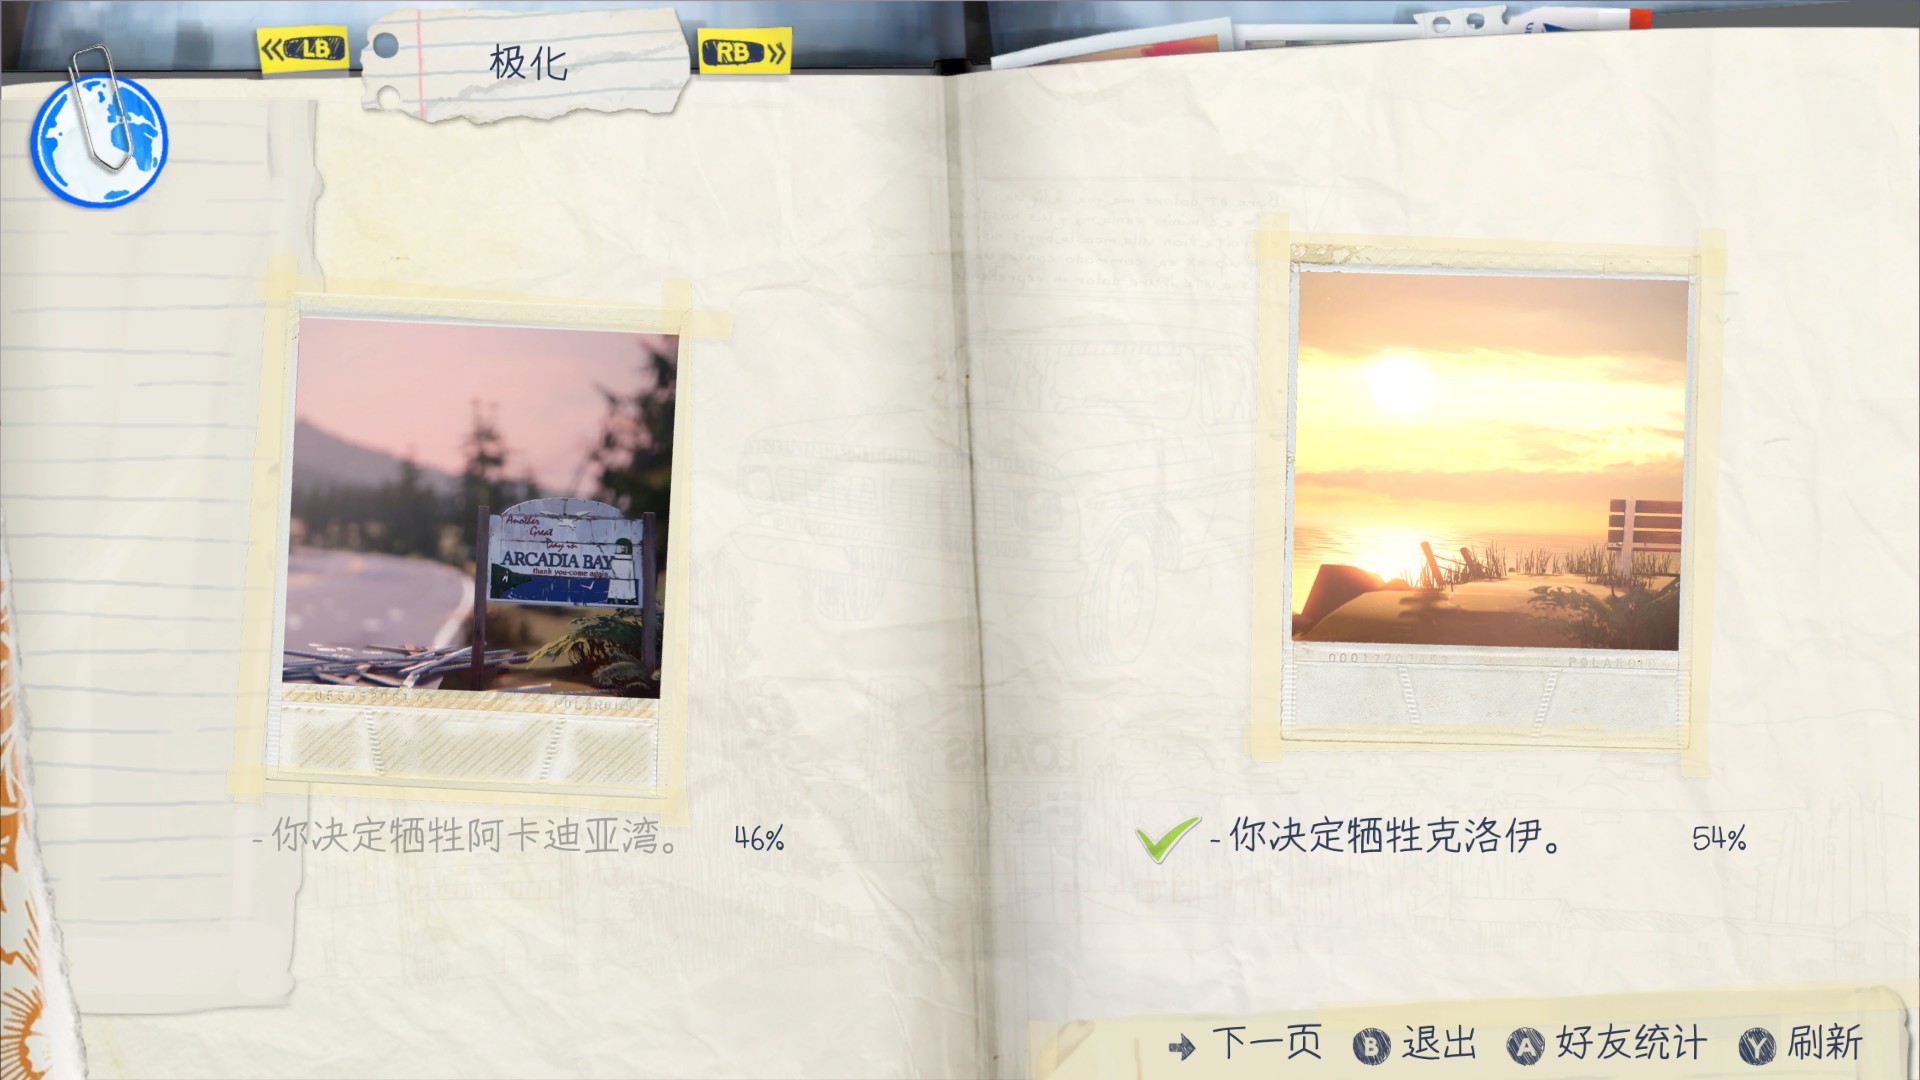 LB
极化
RB
Another
Great
Day in
ARCADIA BAY
thank you-come again
POLAROID
POLAROID
-你决定牺牲阿卡迪亚湾。 46%
-你决定牺牲克洛伊。 54%
下一页 B 退出 A 好友统计 Y 刷新